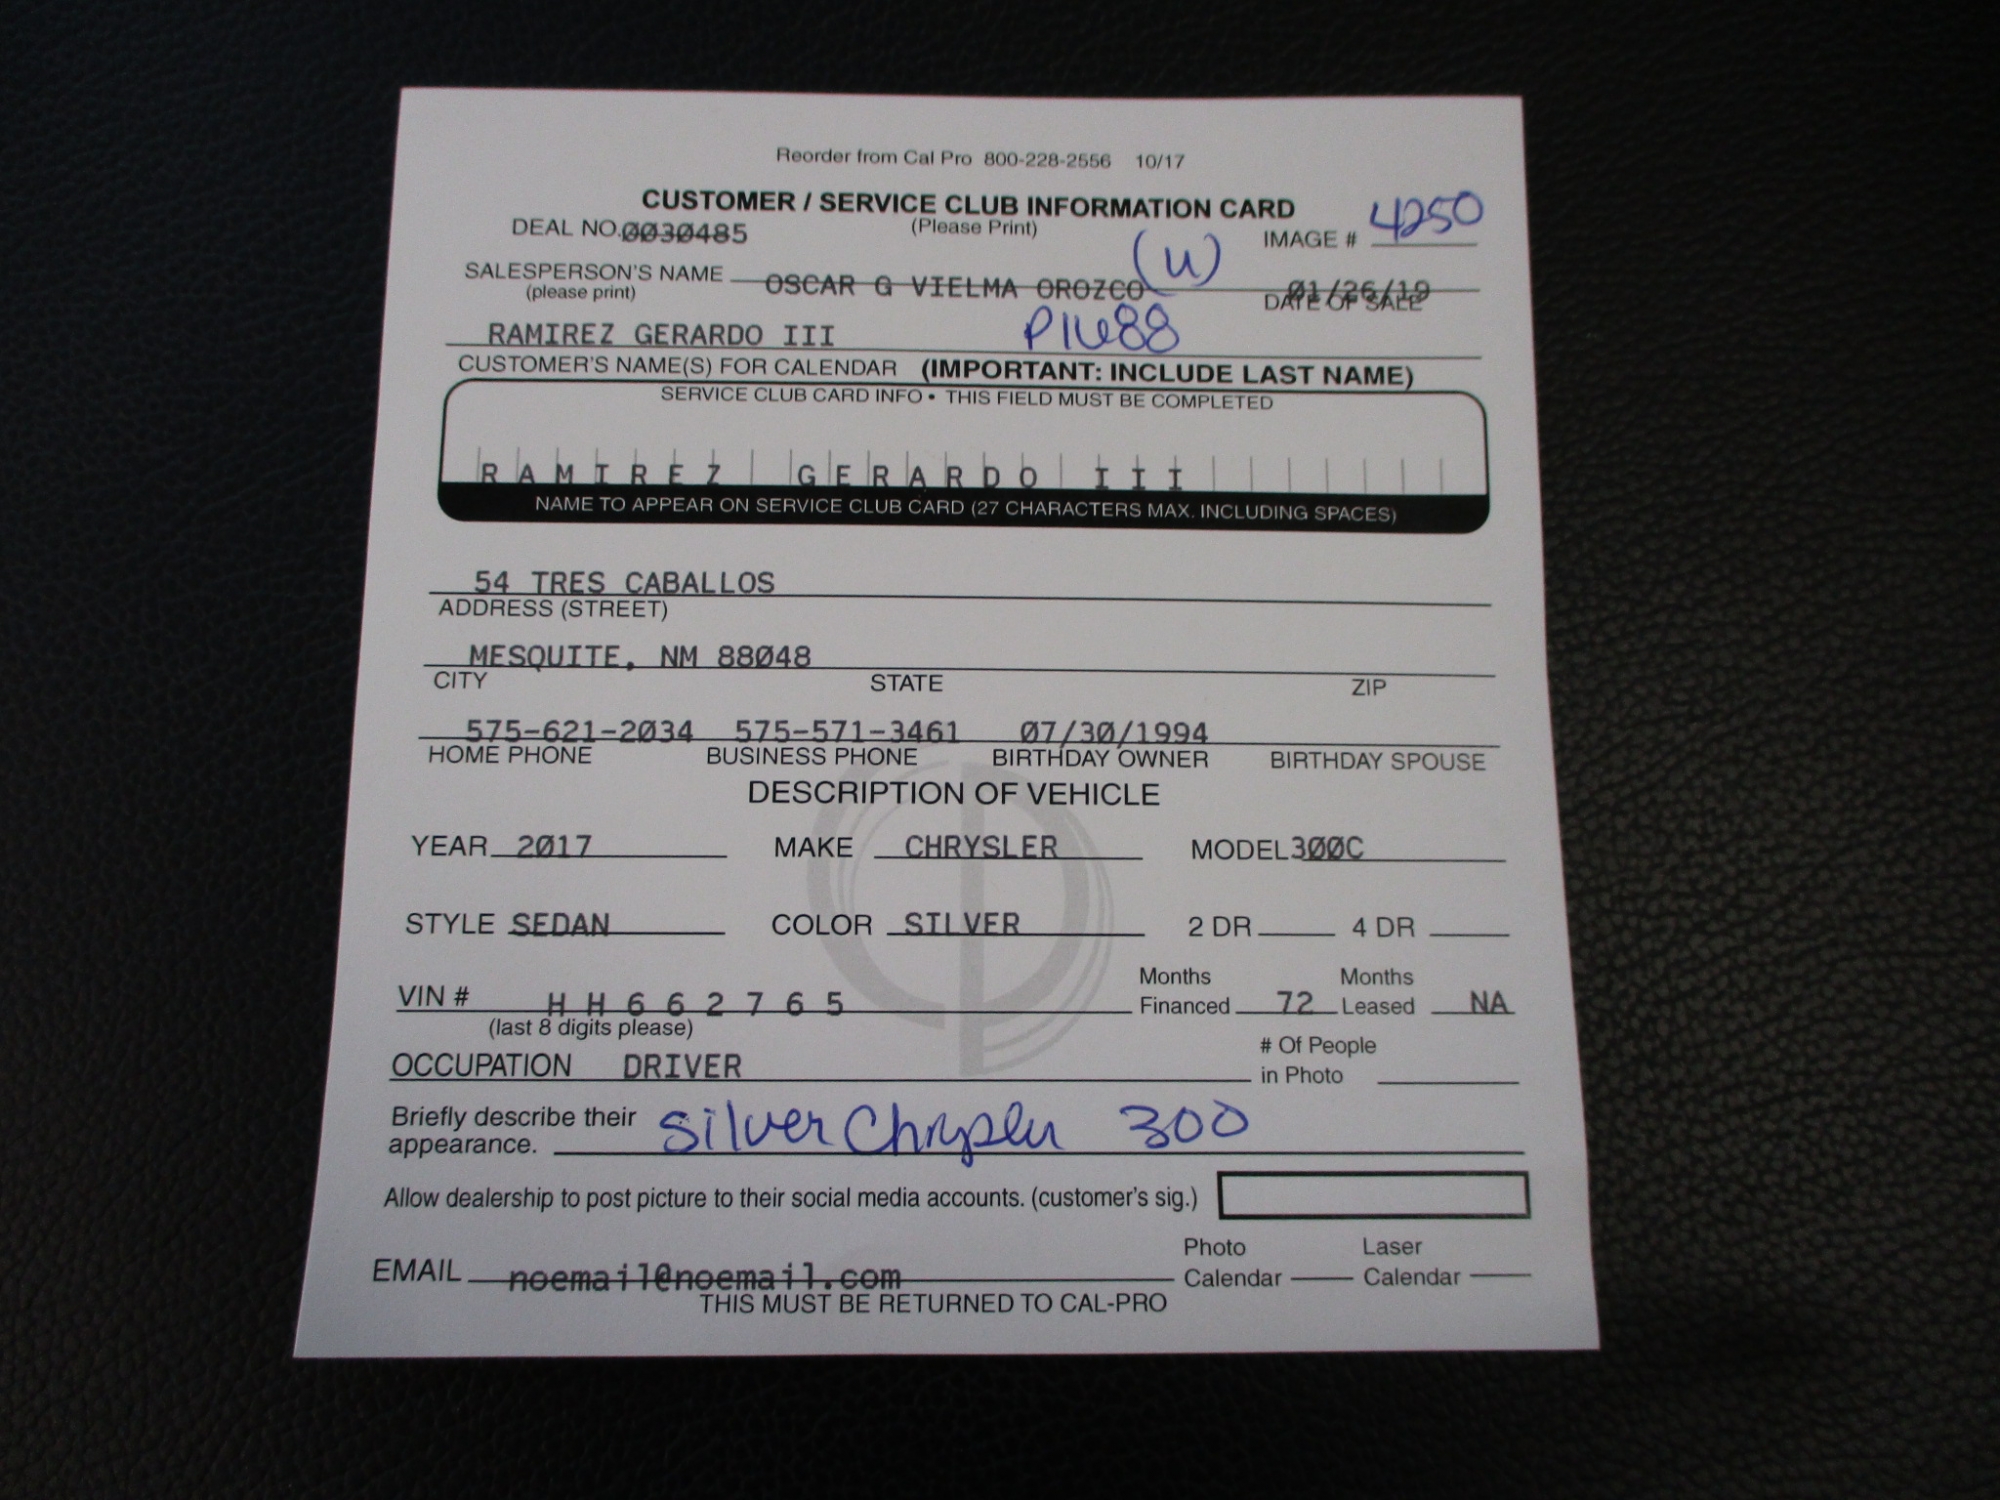 Reorder from Cal Pro 800-228-2556 10/17
CUSTOMER / SERVICE CLUB INFORMATION CARD
DEAL NO. 0030485 (Please Print) IMAGE # 4250
(U)
SALESPERSON'S NAME OSCAR G VIELMA OROZCO 01/26/19
(please print) DATE OF SALE
RAMIREZ GERARDO III P1688
CUSTOMER'S NAME(S) FOR CALENDAR (IMPORTANT: INCLUDE LAST NAME)
SERVICE CLUB CARD INFO • THIS FIELD MUST BE COMPLETED
RAMIREZ GERARDO III
NAME TO APPEAR ON SERVICE CLUB CARD (27 CHARACTERS MAX. INCLUDING SPACES)
54 TRES CABALLOS
ADDRESS (STREET)
MESQUITE, NM 88048
CITY STATE ZIP
575-621-2034 575-571-3461 07/30/1994
HOME PHONE BUSINESS PHONE BIRTHDAY OWNER BIRTHDAY SPOUSE
DESCRIPTION OF VEHICLE
YEAR 2017 MAKE CHRYSLER MODEL 300C
STYLE SEDAN COLOR SILVER 2 DR 4 DR
Months Months
VIN # HH662765 Financed 72 Leased NA
(last 8 digits please)
# Of People
OCCUPATION DRIVER in Photo
Briefly describe their silver Chrysler 300
appearance.
Allow dealership to post picture to their social media accounts. (customer's sig.)
Photo Laser
EMAIL noemail@noemail.com Calendar Calendar
THIS MUST BE RETURNED TO CAL-PRO